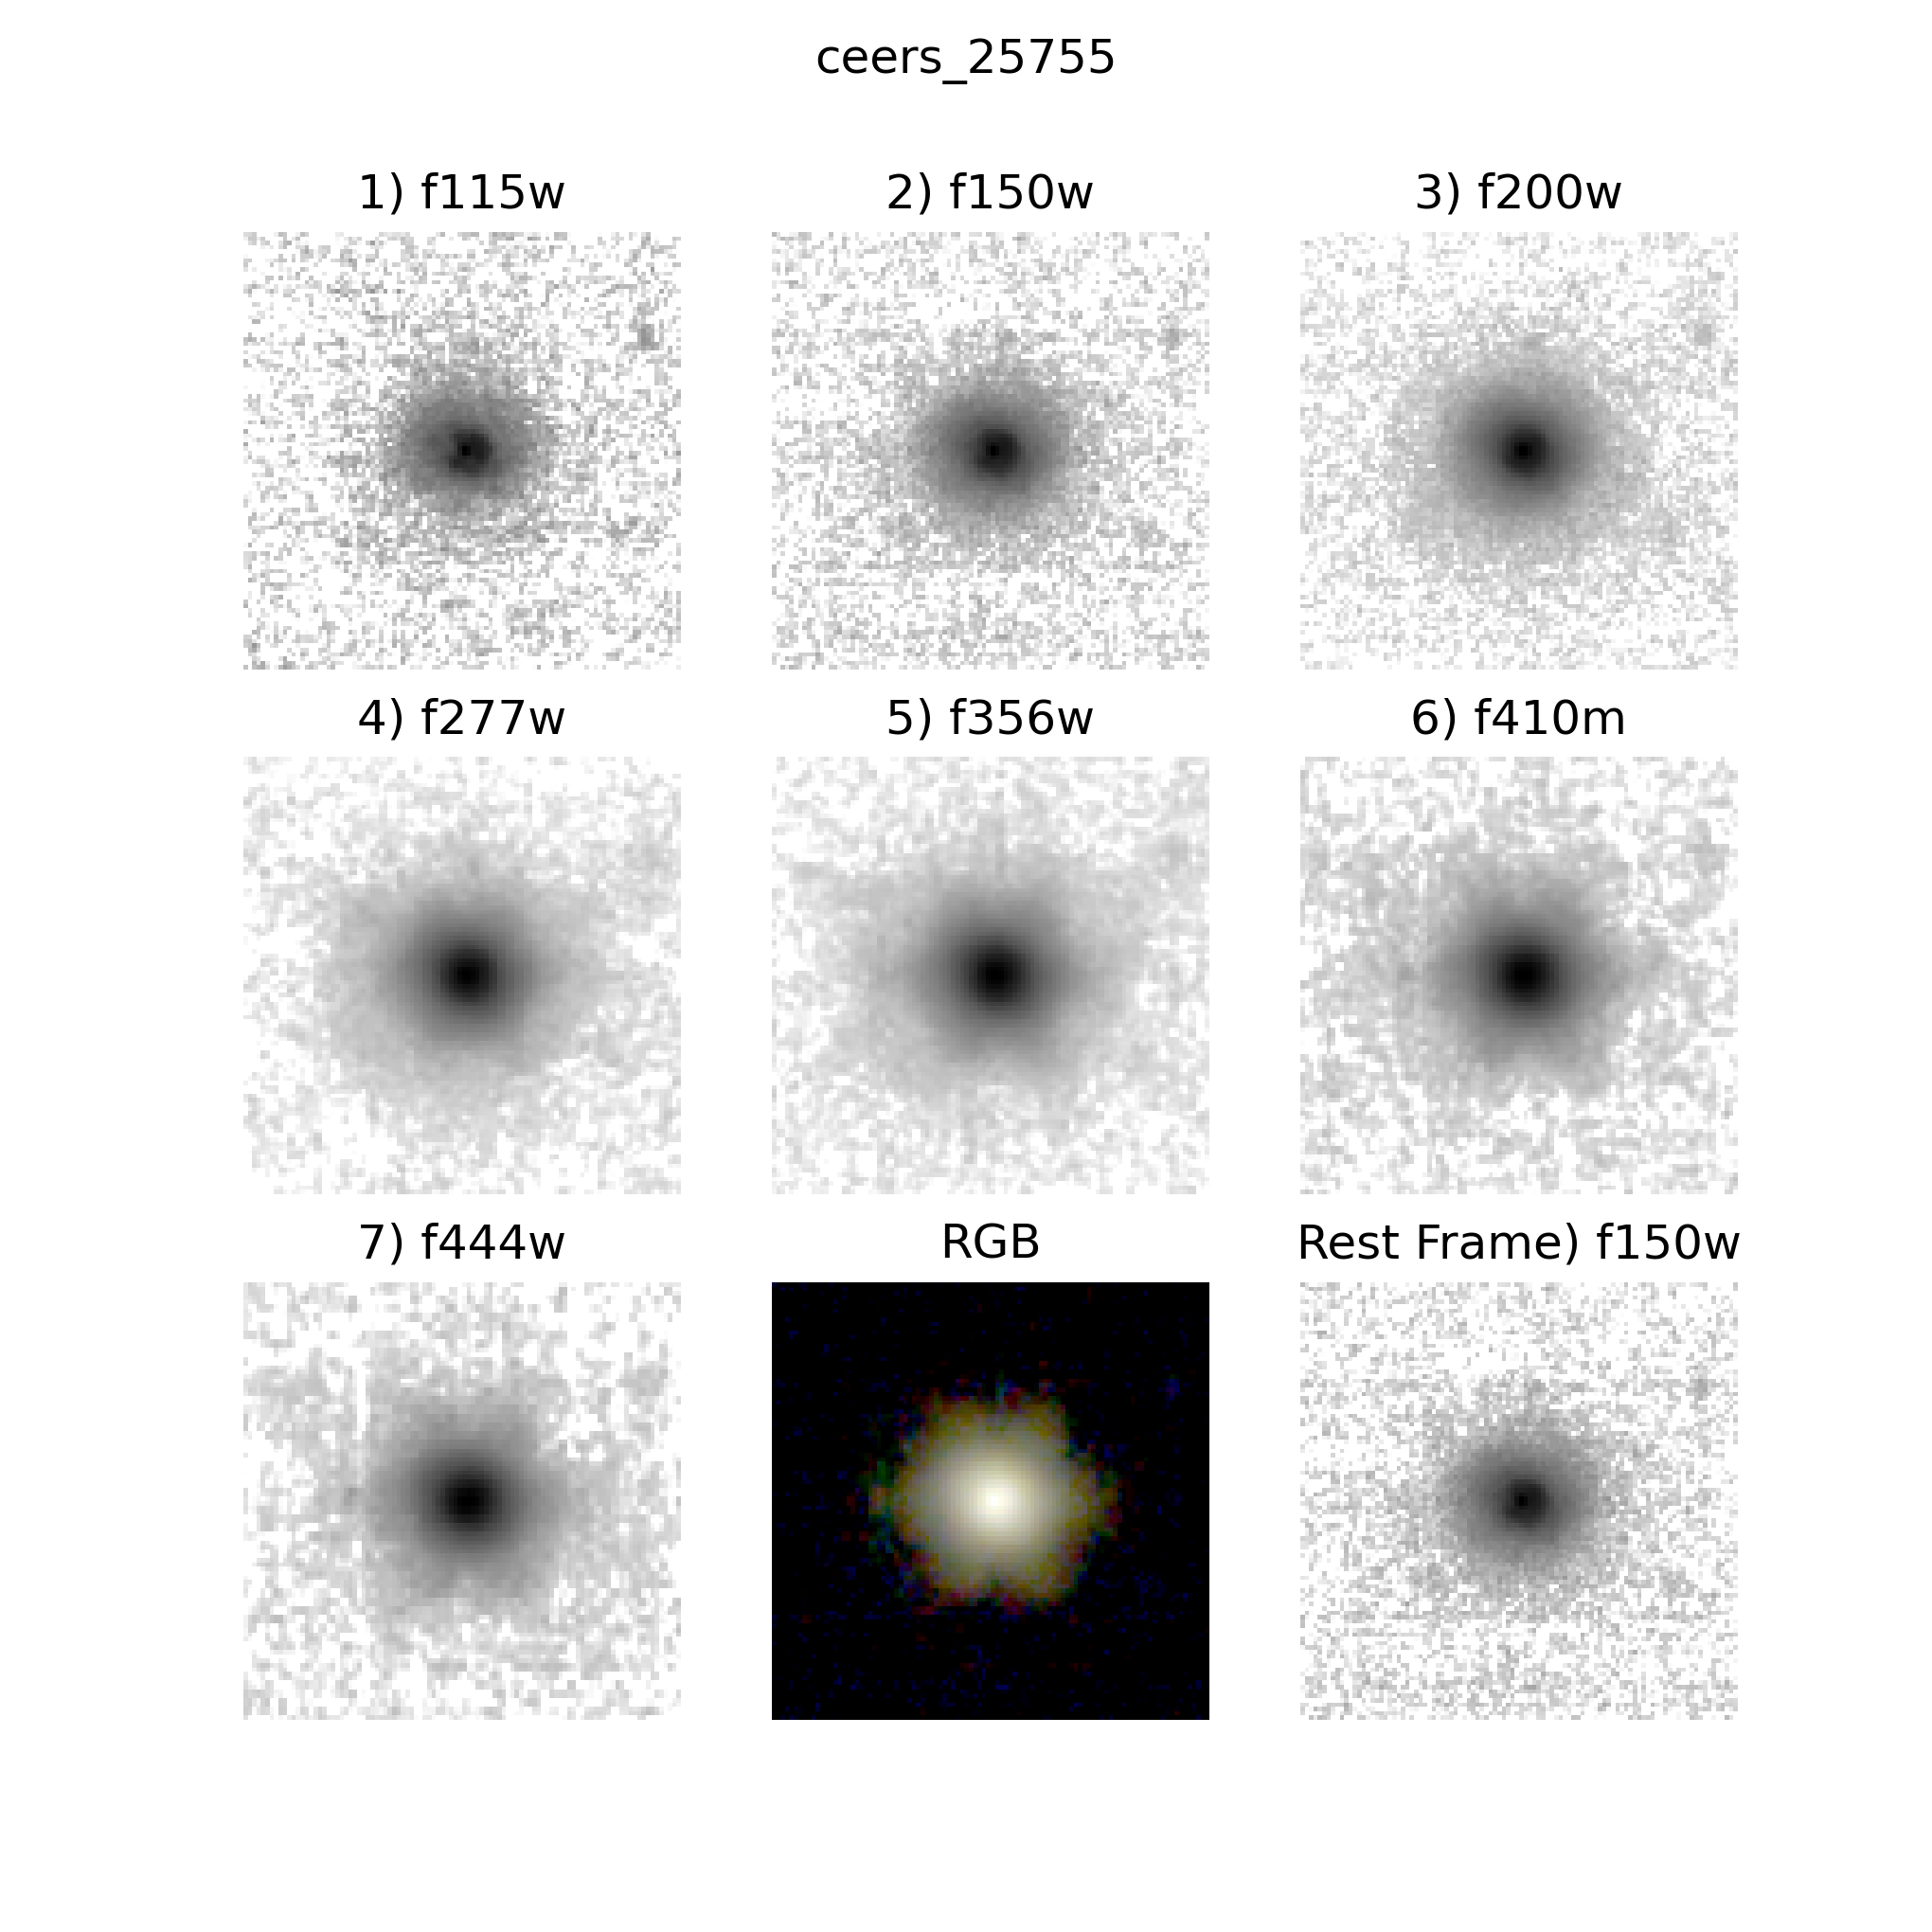 ceers_25755
1) f115w
2) f150w
3) f200w
4) f277w
5) f356w
6) f410m
7) f444w
RGB
Rest Frame) f150w